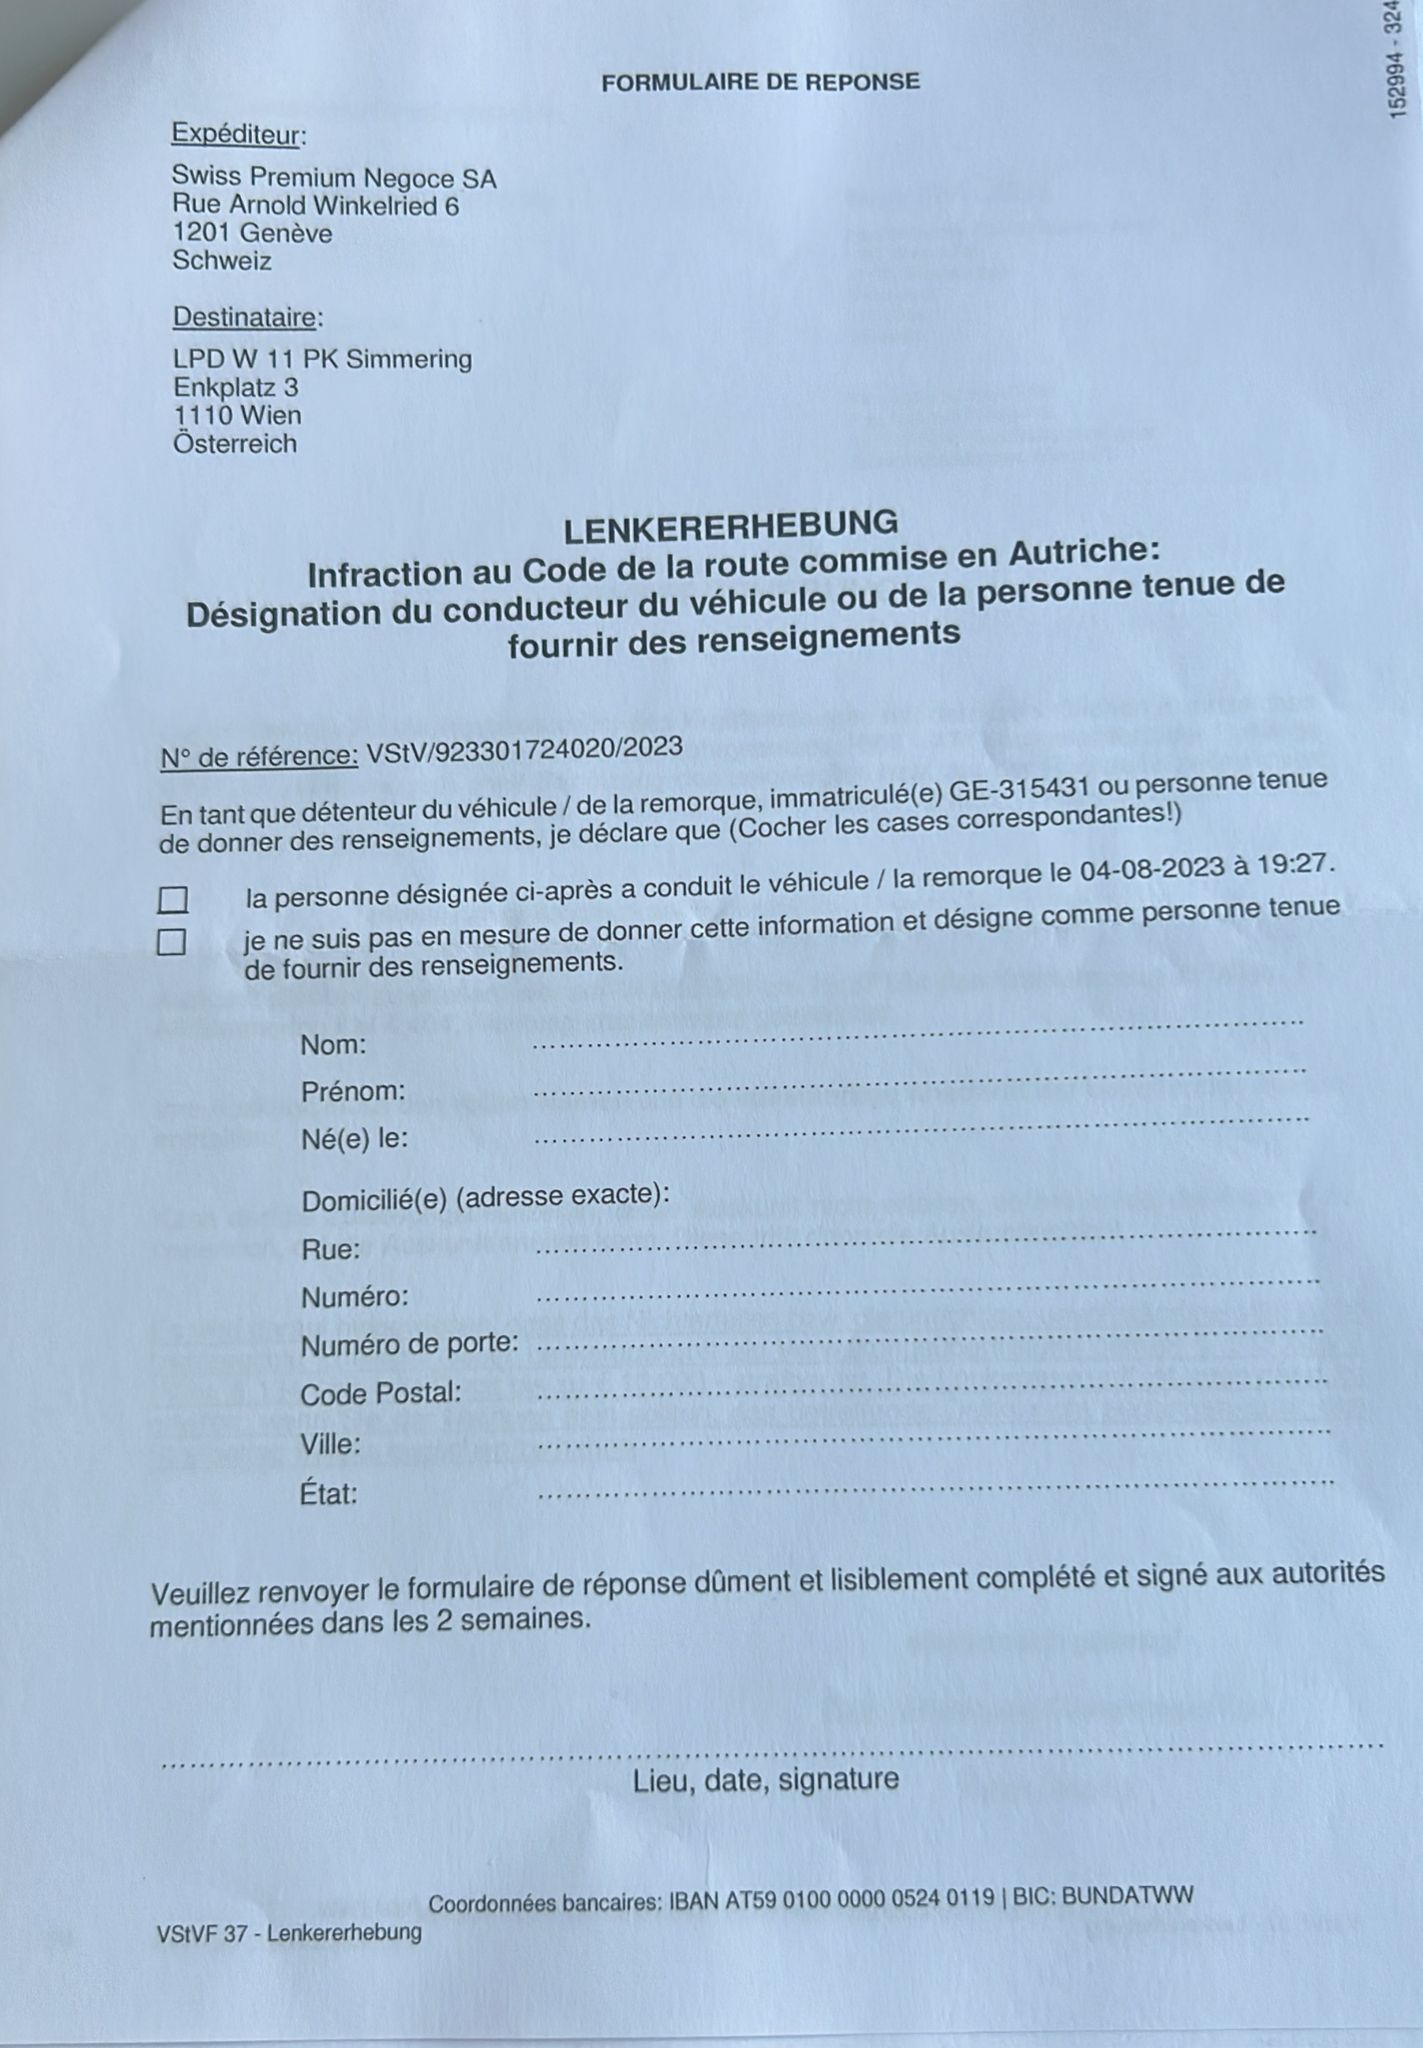 152994 - 324
FORMULAIRE DE REPONSE
Expéditeur:
Swiss Premium Negoce SA
Rue Arnold Winkelried 6
1201 Genève
Schweiz
Destinataire:
LPD W 11 PK Simmering
Enkplatz 3
1110 Wien
Österreich
LENKERERHEBUNG
Infraction au Code de la route commise en Autriche:
Désignation du conducteur du véhicule ou de la personne tenue de
fournir des renseignements
N° de référence: VStV/923301724020/2023
En tant que détenteur du véhicule / de la remorque, immatriculé(e) GE-315431 ou personne tenue
de donner des renseignements, je déclare que (Cocher les cases correspondantes!)
la personne désignée ci-après a conduit le véhicule / la remorque le 04-08-2023 à 19:27.
je ne suis pas en mesure de donner cette information et désigne comme personne tenue
de fournir des renseignements.
Nom:
Prénom:
Né(e) le:
Domicilié(e) (adresse exacte):
Rue:
Numéro:
Numéro de porte:
Code Postal:
Ville:
État:
Veuillez renvoyer le formulaire de réponse dûment et lisiblement complété et signé aux autorités
mentionnées dans les 2 semaines.
Lieu, date, signature
Coordonnées bancaires: IBAN AT59 0100 0000 0524 0119 | BIC: BUNDATWW
VStVF 37 - Lenkererhebung